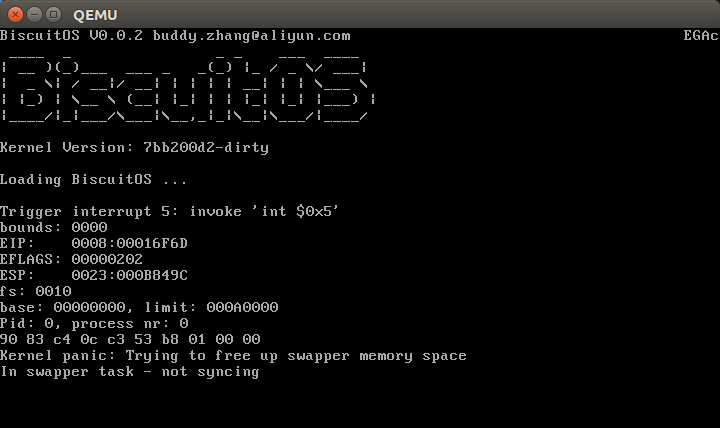 QEMU
BiscuitOS V0.0.2 buddy.zhang@aliyun.com EGAc
BiscuitOS
Kernel Version: 7bb200d2-dirty
Loading BiscuitOS ...
Trigger interrupt 5: invoke 'int $0x5'
bounds: 0000
EIP:    0008:00016F6D
EFLAGS: 00000202
ESP:    0023:000B849C
fs: 0010
base: 00000000, limit: 000A0000
Pid: 0, process nr: 0
90 83 c4 0c c3 53 b8 01 00 00
Kernel panic: Trying to free up swapper memory space
In swapper task - not syncing